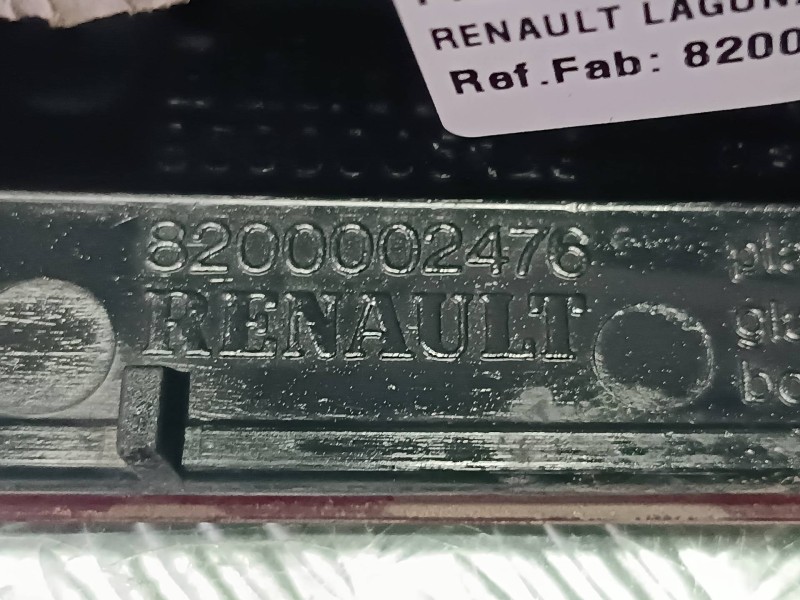 RENAULT LAGUNA
Ref.Fab: 8200
8200002476
RENAULT